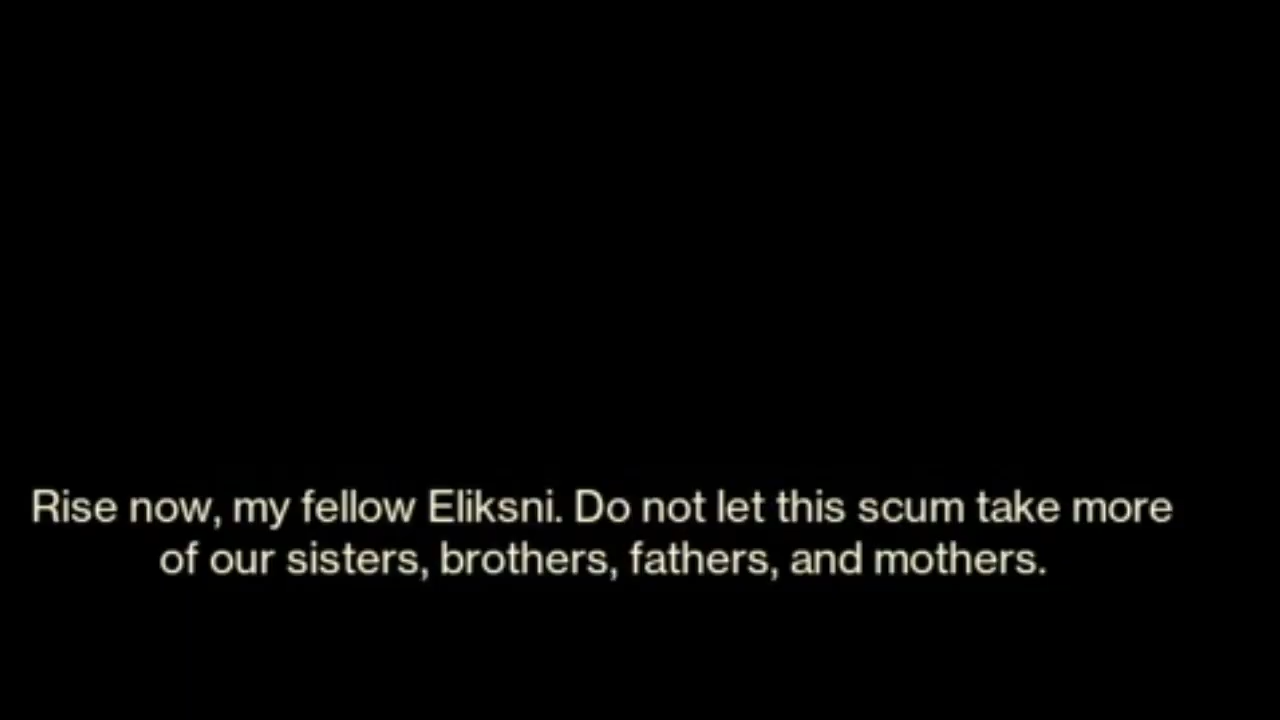 Rise now, my fellow Eliksni. Do not let this scum take more
of our sisters, brothers, fathers, and mothers.